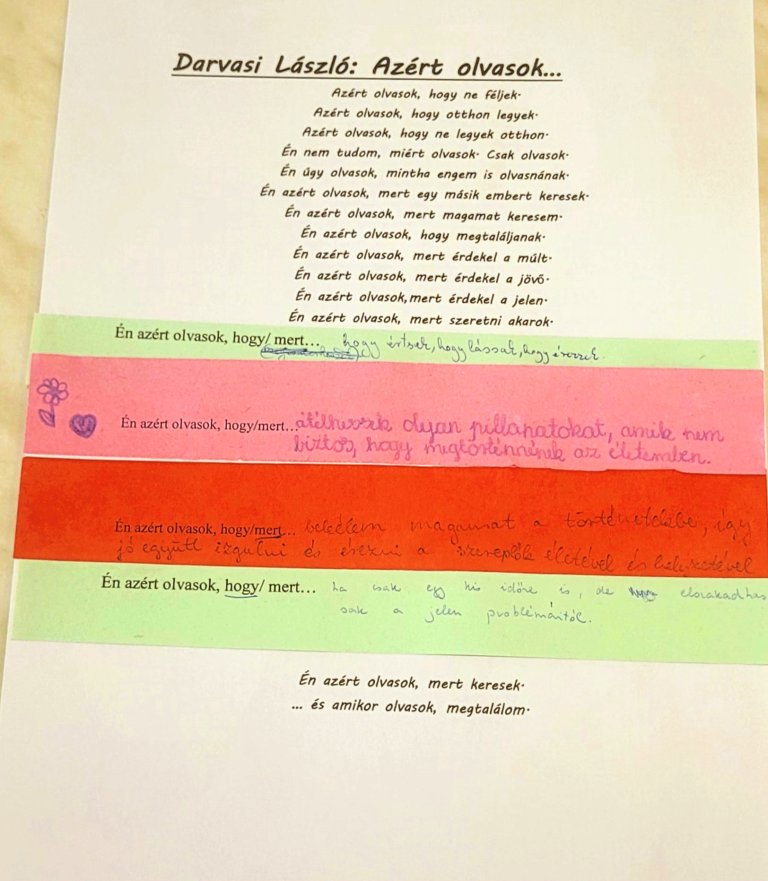 Darvasi László: Azért olvasok...
Azért olvasok, hogy ne féljek.
Azért olvasok, hogy otthon legyek.
Azért olvasok, hogy ne legyek otthon.
Én nem tudom, miért olvasok. Csak olvasok.
Én úgy olvasok, mintha engem is olvasnának.
Én azért olvasok, mert egy másik embert keresek.
Én azért olvasok, mert magamat keresem.
Én azért olvasok, hogy megtaláljanak.
Én azért olvasok, mert érdekel a múlt.
Én azért olvasok, mert érdekel a jövő.
Én azért olvasok,mert érdekel a jelen.
Én azért olvasok, mert szeretni akarok.
Én azért olvasok, hogy/ mert... hogy értsek, hogy lássak, hogy érezzek.
Én azért olvasok, hogy/mert... átélhessek olyan pillanatokat, amik nem
biztos, hogy megtörténnének az életemben.
Én azért olvasok, hogy/mert... beleélem magamat a történetekbe, így
jó együtt izgulni és érezni a szereplők életével és helyzetével
Én azért olvasok, hogy/ mert... ha csak egy kis időre is, de elszakadhas
sak a jelen problémáitól.
Én azért olvasok, mert keresek.
... és amikor olvasok, megtalálom.